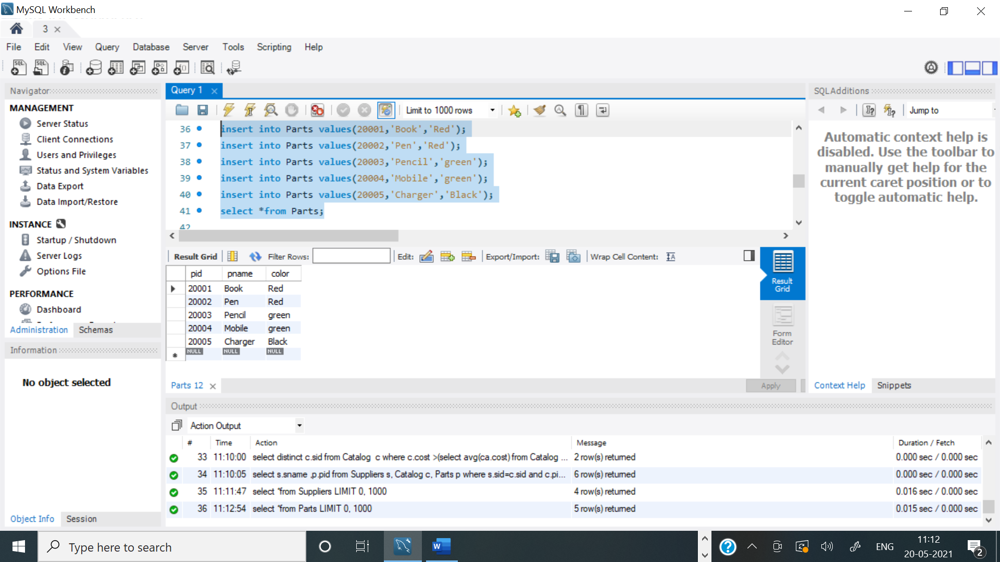 MySQL Workbench
3
File Edit View Query Database Server Tools Scripting Help
Navigator
MANAGEMENT
Server Status
Client Connections
Users and Privileges
Status and System Variables
Data Export
Data Import/Restore
INSTANCE
Startup / Shutdown
Server Logs
Options File
PERFORMANCE
Dashboard
Administration Schemas
Information
No object selected
Object Info Session
Query 1
Limit to 1000 rows
36 insert into Parts values(20001,'Book','Red');
37 insert into Parts values(20002,'Pen','Red');
38 insert into Parts values(20003,'Pencil','green');
39 insert into Parts values(20004,'Mobile','green');
40 insert into Parts values(20005,'Charger','Black');
41 select *from Parts;
42
Result Grid Filter Rows: Edit: Export/Import: Wrap Cell Content:
pid pname color
20001 Book Red
20002 Pen Red
20003 Pencil green
20004 Mobile green
20005 Charger Black
NULL NULL NULL
Result
Grid
Form
Editor
Parts 12
Apply
SQLAdditions
Jump to
Automatic context help is
disabled. Use the toolbar to
manually get help for the
current caret position or to
toggle automatic help.
Context Help Snippets
Output
Action Output
# Time Action Message Duration / Fetch
33 11:10:00 select distinct c.sid from Catalog c where c.cost >(select avg(ca.cost) from Catalog ... 2 row(s) returned 0.000 sec / 0.000 sec
34 11:10:05 select s.sname ,p.pid from Suppliers s, Catalog c, Parts p where s.sid=c.sid and c.pi... 6 row(s) returned 0.000 sec / 0.000 sec
35 11:11:47 select *from Suppliers LIMIT 0, 1000 4 row(s) returned 0.016 sec / 0.000 sec
36 11:12:54 select *from Parts LIMIT 0, 1000 5 row(s) returned 0.015 sec / 0.000 sec
Type here to search
ENG
11:12
20-05-2021
2